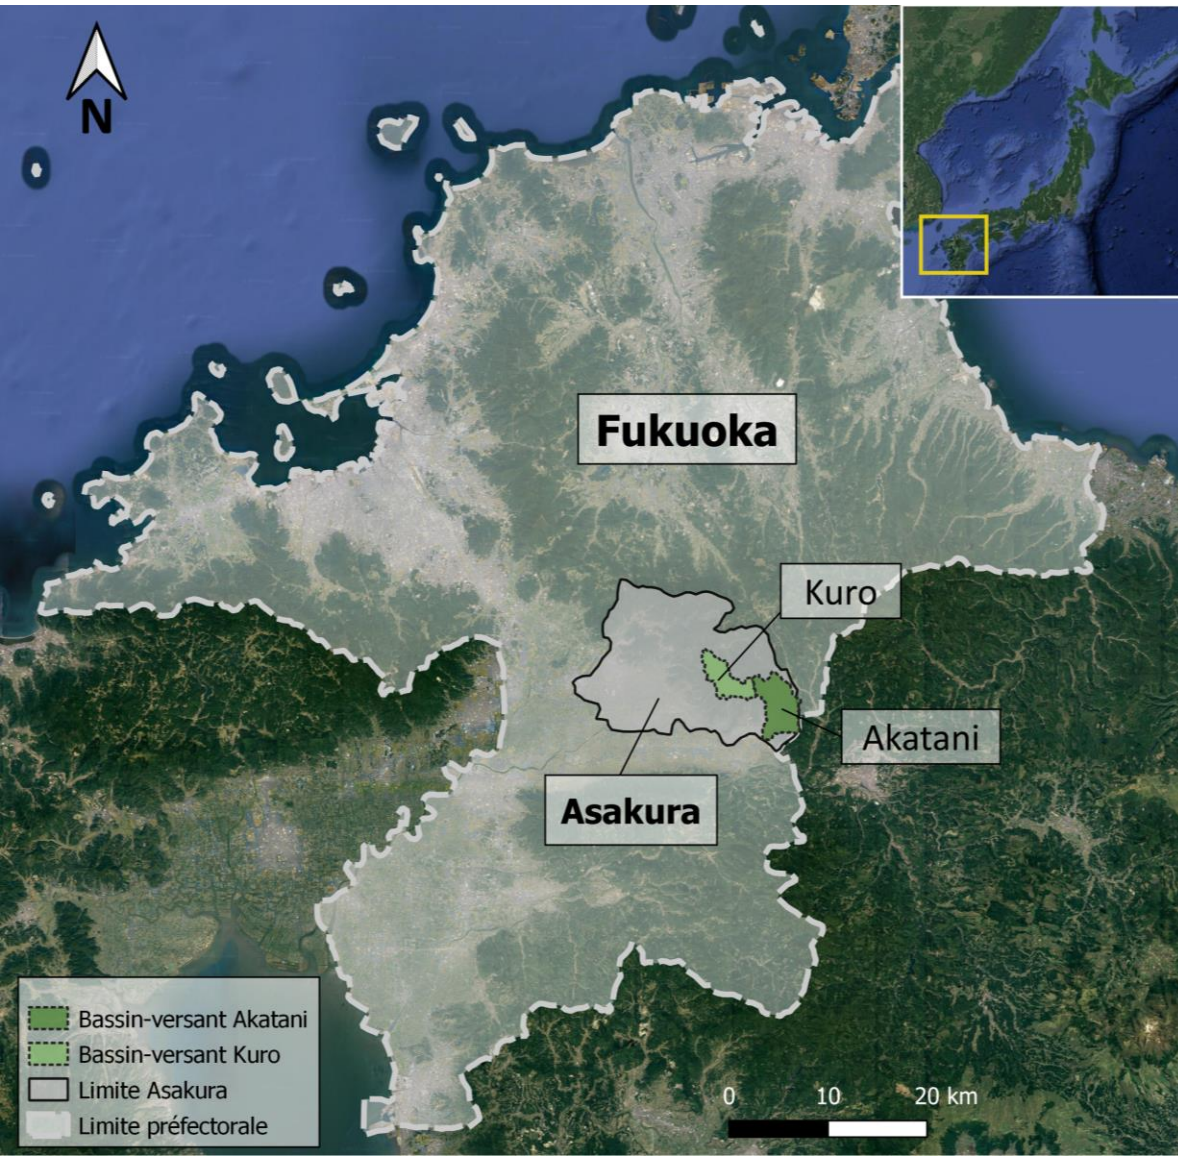 N
Fukuoka
Kuro
Akatani
Asakura
Bassin-versant Akatani
Bassin-versant Kuro
Limite Asakura
Limite préfectorale
0 10 20 km